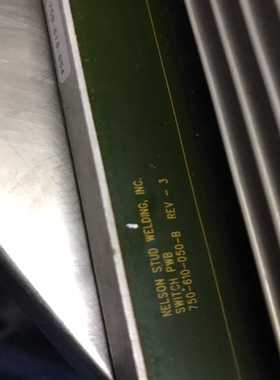 NELSON STUD WELDING, INC.
SWITCH PWB
750-610-050-B REV - 3